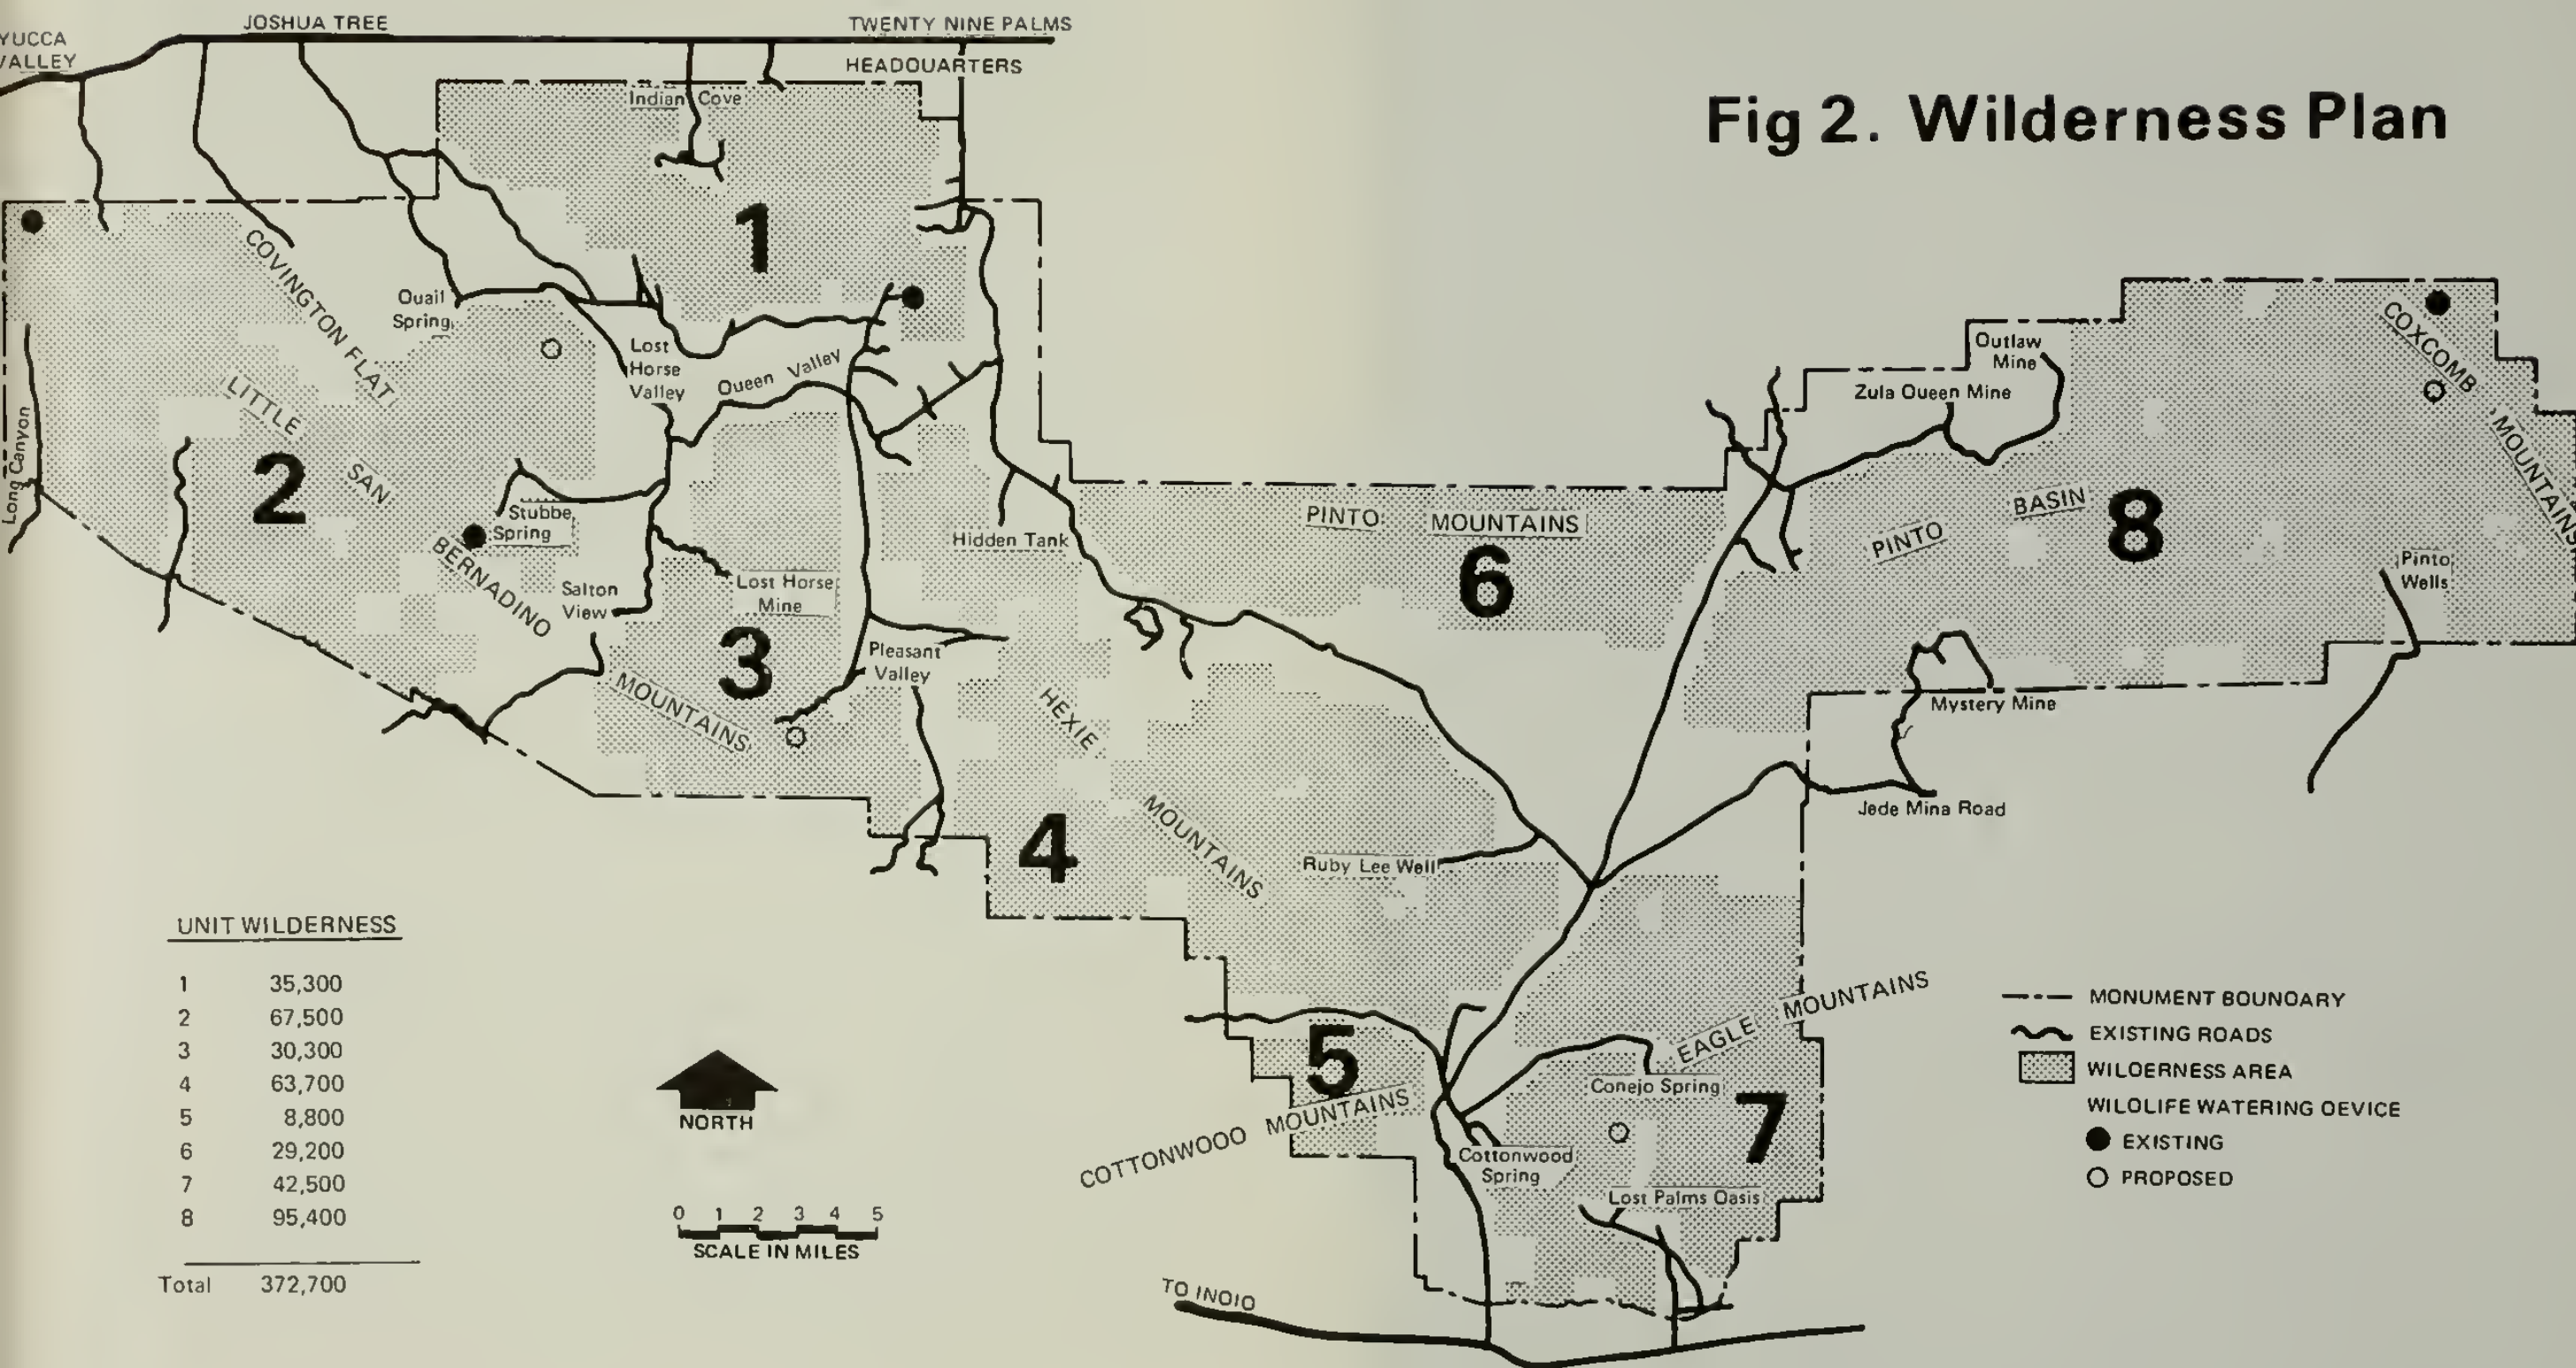 JOSHUA TREE
TWENTY NINE PALMS
YUCCA
VALLEY
HEADQUARTERS
Fig 2. Wilderness Plan
Indian Cove
1
COVINGTON FLAT
Quail
Spring
Lost
Horse
Valley
Queen Valley
Outlaw
Mine
Zula Queen Mine
COXCOMB MOUNTAINS
LITTLE SAN BERNADINO MOUNTAINS
Long Canyon
2
Stubbe
Spring
Hidden Tank
PINTO MOUNTAINS
6
PINTO BASIN
8
Pinto
Wells
Salton
View
Lost Horse
Mine
3
Pleasant
Valley
HEXIE MOUNTAINS
Mystery Mine
Jede Mina Road
4
Ruby Lee Well
UNIT WILDERNESS
1 35,300
2 67,500
3 30,300
4 63,700
5 8,800
6 29,200
7 42,500
8 95,400
Total 372,700
NORTH
0 1 2 3 4 5
SCALE IN MILES
5
COTTONWOOD MOUNTAINS
EAGLE MOUNTAINS
Conejo Spring
7
Cottonwood
Spring
Lost Palms Oasis
TO INDIO
MONUMENT BOUNDARY
EXISTING ROADS
WILDERNESS AREA
WILDLIFE WATERING DEVICE
EXISTING
PROPOSED